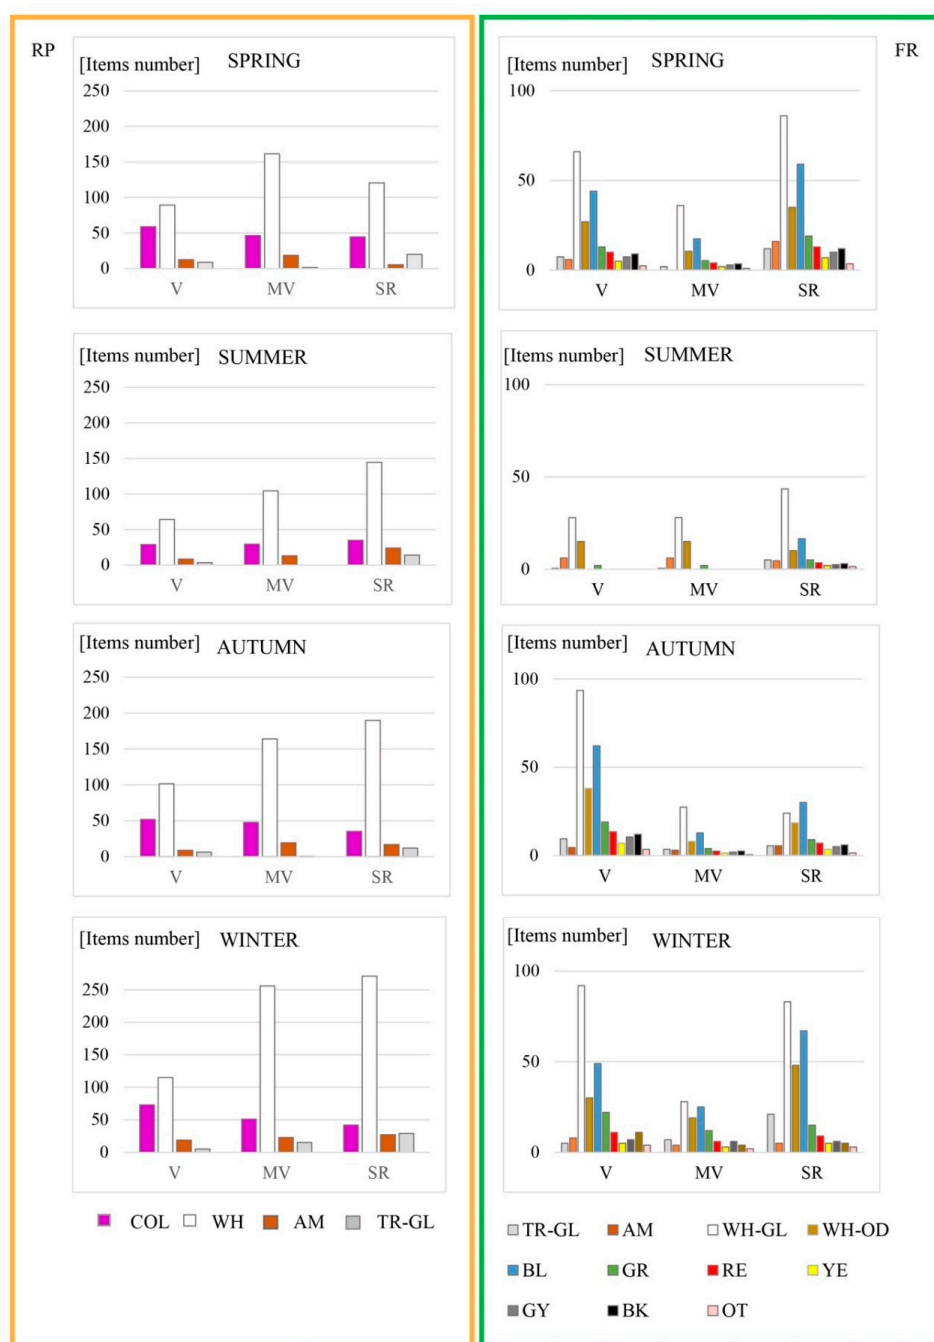 RP
[Items number] SPRING
250
200
150
100
50
0
V MV SR
[Items number] SUMMER
250
200
150
100
50
0
V MV SR
[Items number] AUTUMN
250
200
150
100
50
0
V MV SR
[Items number] WINTER
250
200
150
100
50
0
V MV SR
COL WH AM TR-GL
FR
[Items number] SPRING
100
50
0
V MV SR
[Items number] SUMMER
100
50
0
V MV SR
[Items number] AUTUMN
100
50
0
V MV SR
[Items number] WINTER
100
50
0
V MV SR
TR-GL AM WH-GL WH-OD
BL GR RE YE
GY BK OT